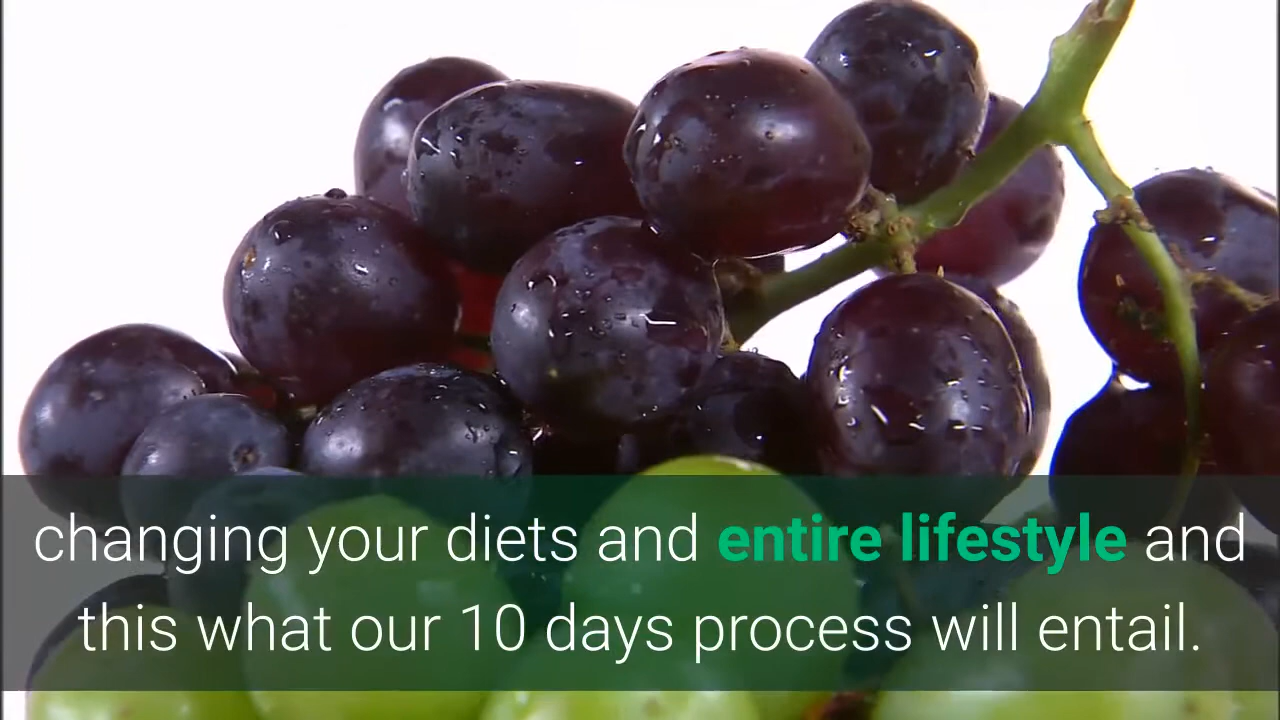 changing your diets and entire lifestyle and
this what our 10 days process will entail.